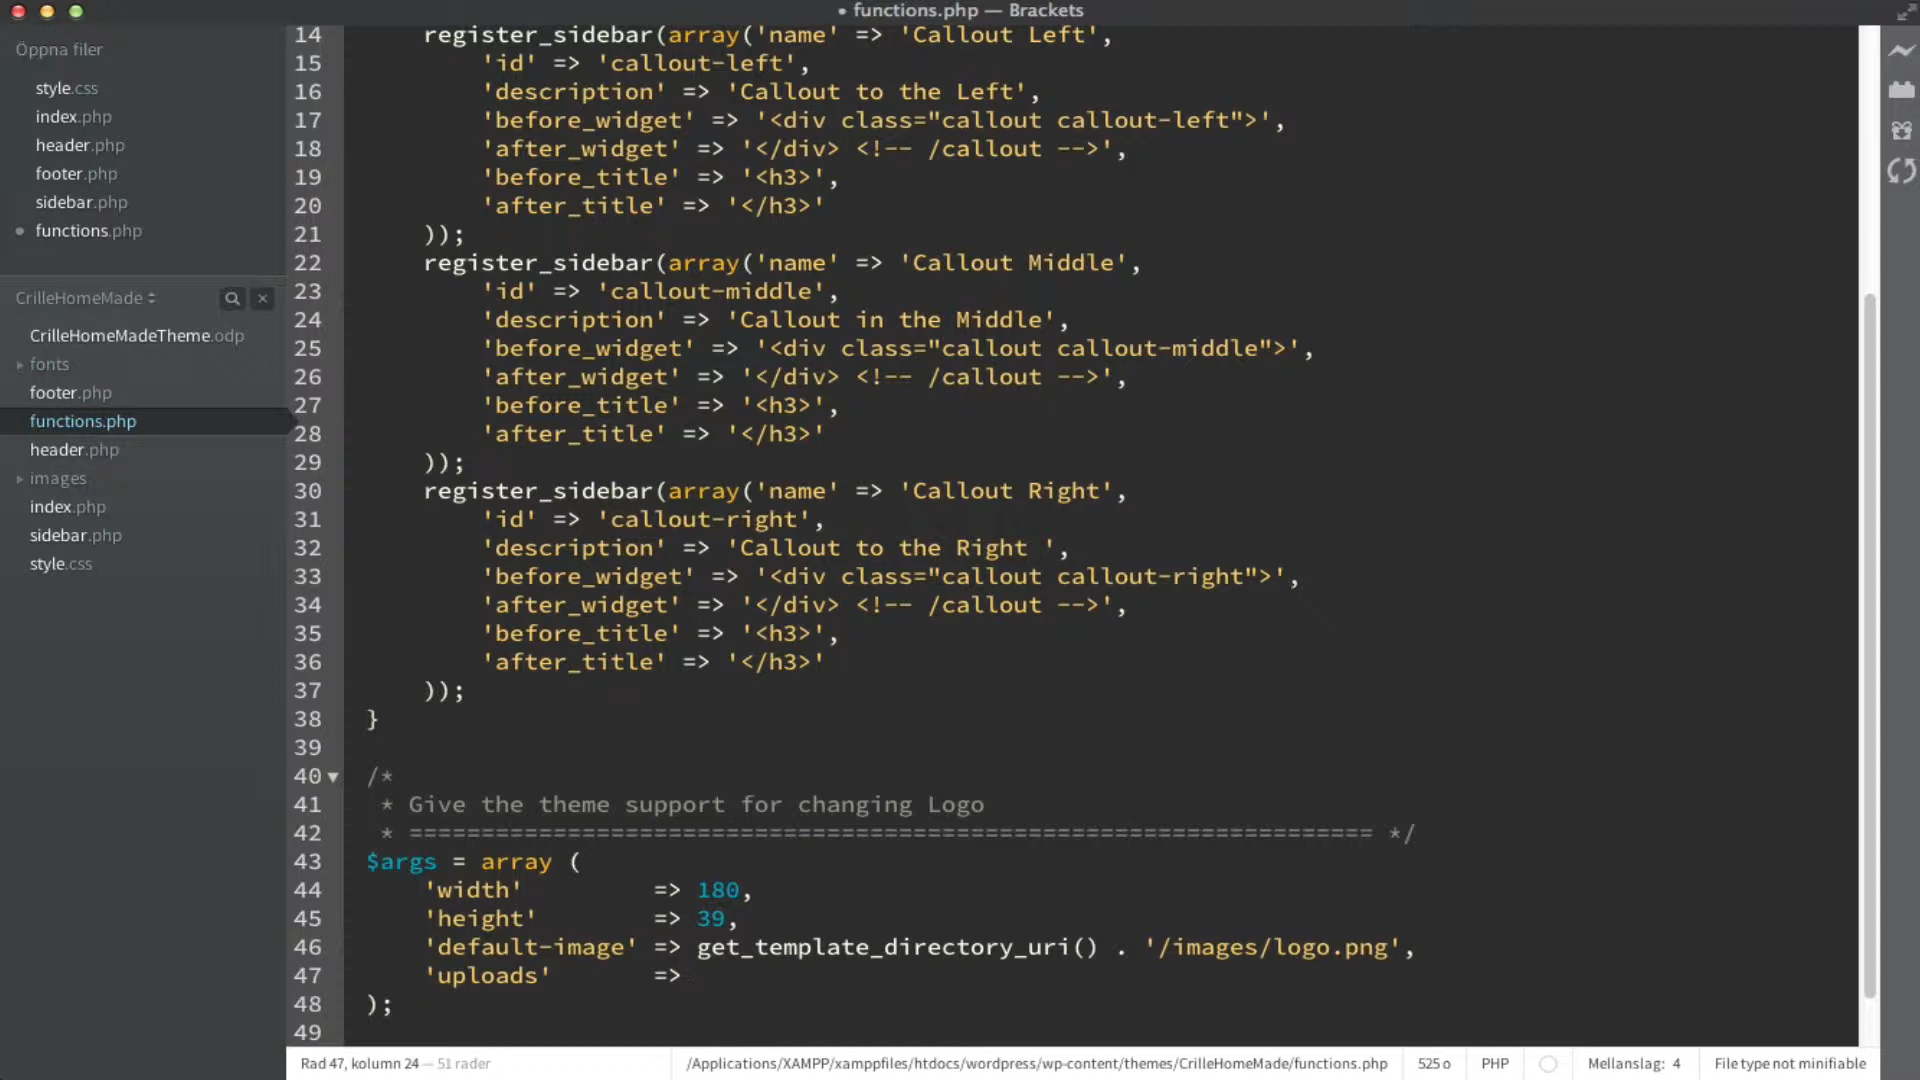 • functions.php — Brackets
Öppna filer
style.css
index.php
header.php
footer.php
sidebar.php
functions.php
CrilleHomeMade
CrilleHomeMadeTheme.odp
fonts
footer.php
functions.php
header.php
images
index.php
sidebar.php
style.css
14 register_sidebar(array('name' => 'Callout Left',
15 'id' => 'callout-left',
16 'description' => 'Callout to the Left',
17 'before_widget' => '<div class="callout callout-left">',
18 'after_widget' => '</div> <!-- /callout -->',
19 'before_title' => '<h3>',
20 'after_title' => '</h3>'
21 ));
22 register_sidebar(array('name' => 'Callout Middle',
23 'id' => 'callout-middle',
24 'description' => 'Callout in the Middle',
25 'before_widget' => '<div class="callout callout-middle">',
26 'after_widget' => '</div> <!-- /callout -->',
27 'before_title' => '<h3>',
28 'after_title' => '</h3>'
29 ));
30 register_sidebar(array('name' => 'Callout Right',
31 'id' => 'callout-right',
32 'description' => 'Callout to the Right ',
33 'before_widget' => '<div class="callout callout-right">',
34 'after_widget' => '</div> <!-- /callout -->',
35 'before_title' => '<h3>',
36 'after_title' => '</h3>'
37 ));
38 }
39
40 /*
41 * Give the theme support for changing Logo
42 * =================================================================== */
43 $args = array (
44 'width' => 180,
45 'height' => 39,
46 'default-image' => get_template_directory_uri() . '/images/logo.png',
47 'uploads' =>
48 );
49
Rad 47, kolumn 24 — 51 rader
/Applications/XAMPP/xamppfiles/htdocs/wordpress/wp-content/themes/CrilleHomeMade/functions.php
525 o
PHP
Mellanslag: 4
File type not minifiable